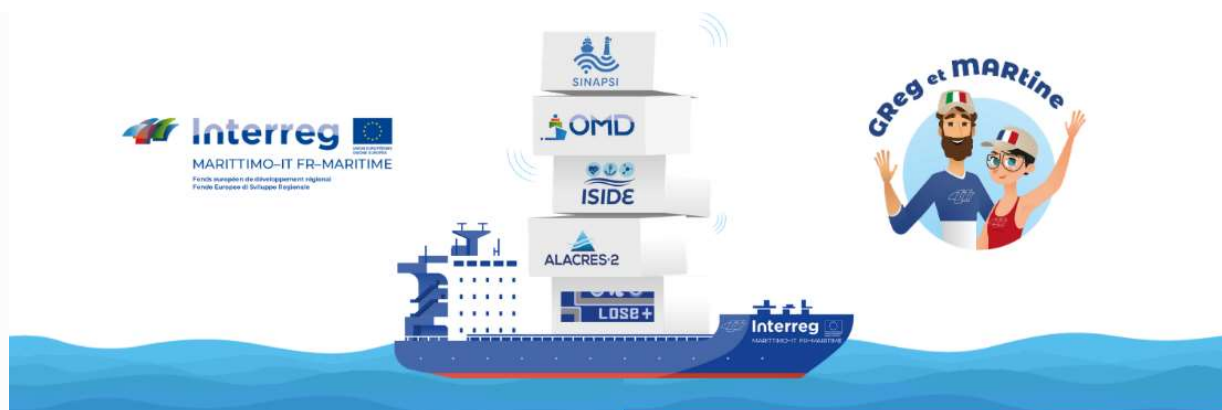 Interreg
MARITTIMO-IT FR-MARITIME
Fonds européen de développement régional
Fondo Europeo di Sviluppo Regionale
SINAPSI
OMD
ISIDE
ALACRES·2
LOSE+
Interreg
MARITTIMO-IT FR-MARITIME
GReg et MARtine